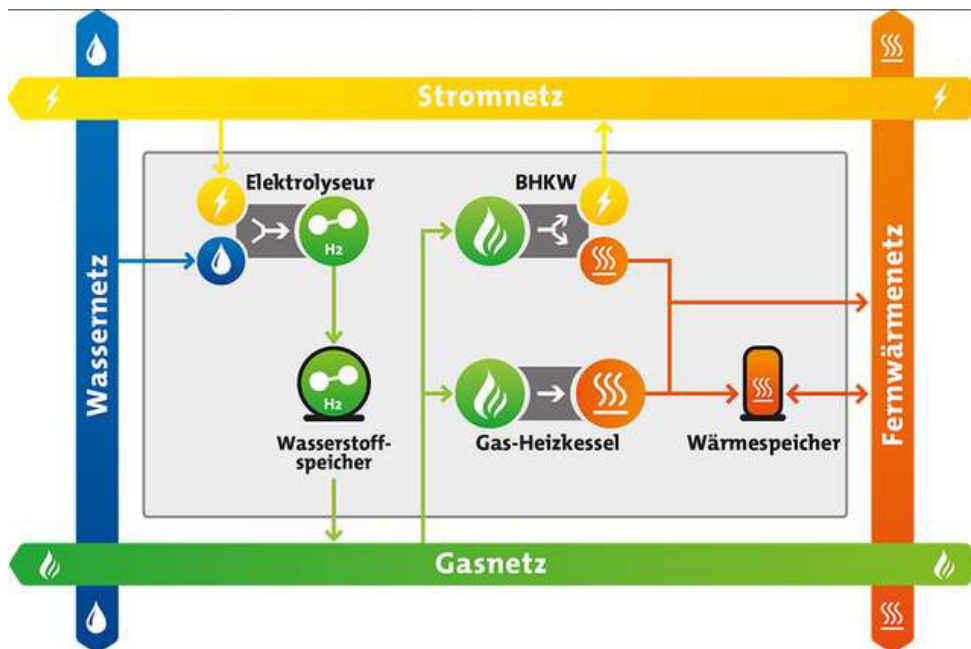 Stromnetz
Wassernetz
Elektrolyseur
H2
BHKW
H2
Wasserstoff-
speicher
Gas-Heizkessel
Wärmespeicher
Fernwärmenetz
Gasnetz